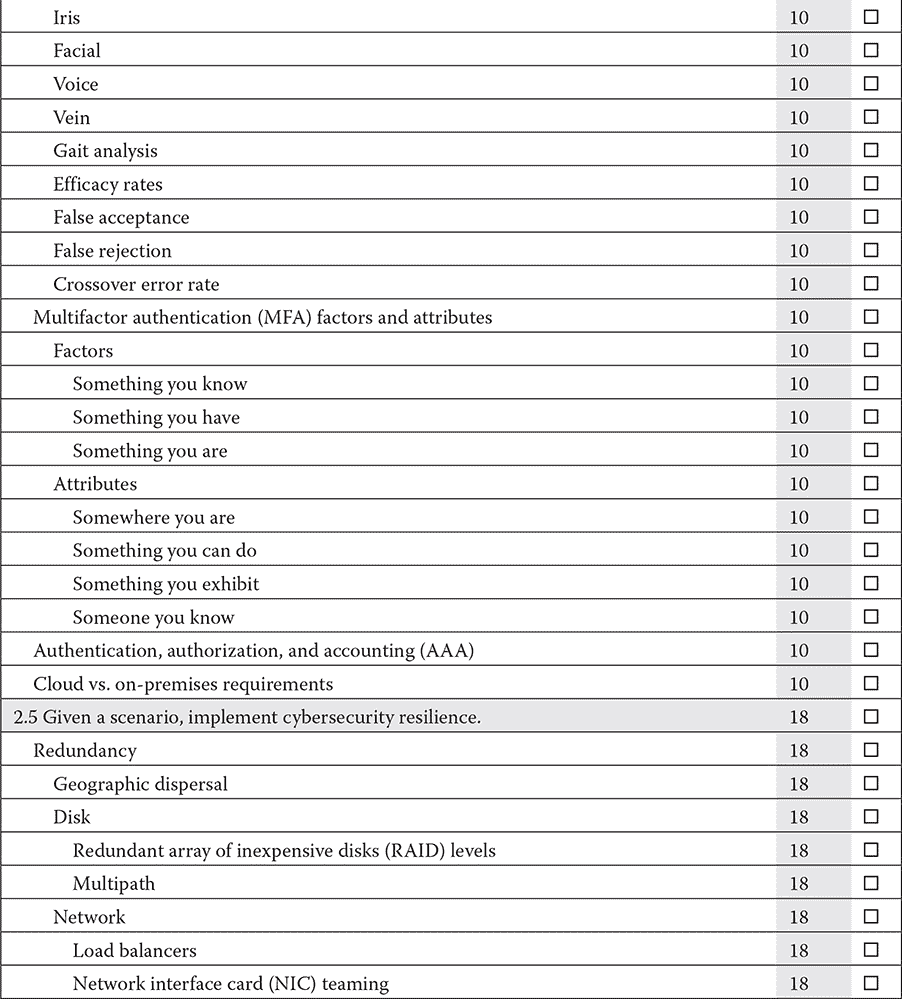 Iris 10 ☐
Facial 10 ☐
Voice 10 ☐
Vein 10 ☐
Gait analysis 10 ☐
Efficacy rates 10 ☐
False acceptance 10 ☐
False rejection 10 ☐
Crossover error rate 10 ☐
Multifactor authentication (MFA) factors and attributes 10 ☐
Factors 10 ☐
Something you know 10 ☐
Something you have 10 ☐
Something you are 10 ☐
Attributes 10 ☐
Somewhere you are 10 ☐
Something you can do 10 ☐
Something you exhibit 10 ☐
Someone you know 10 ☐
Authentication, authorization, and accounting (AAA) 10 ☐
Cloud vs. on-premises requirements 10 ☐
2.5 Given a scenario, implement cybersecurity resilience. 18 ☐
Redundancy 18 ☐
Geographic dispersal 18 ☐
Disk 18 ☐
Redundant array of inexpensive disks (RAID) levels 18 ☐
Multipath 18 ☐
Network 18 ☐
Load balancers 18 ☐
Network interface card (NIC) teaming 18 ☐